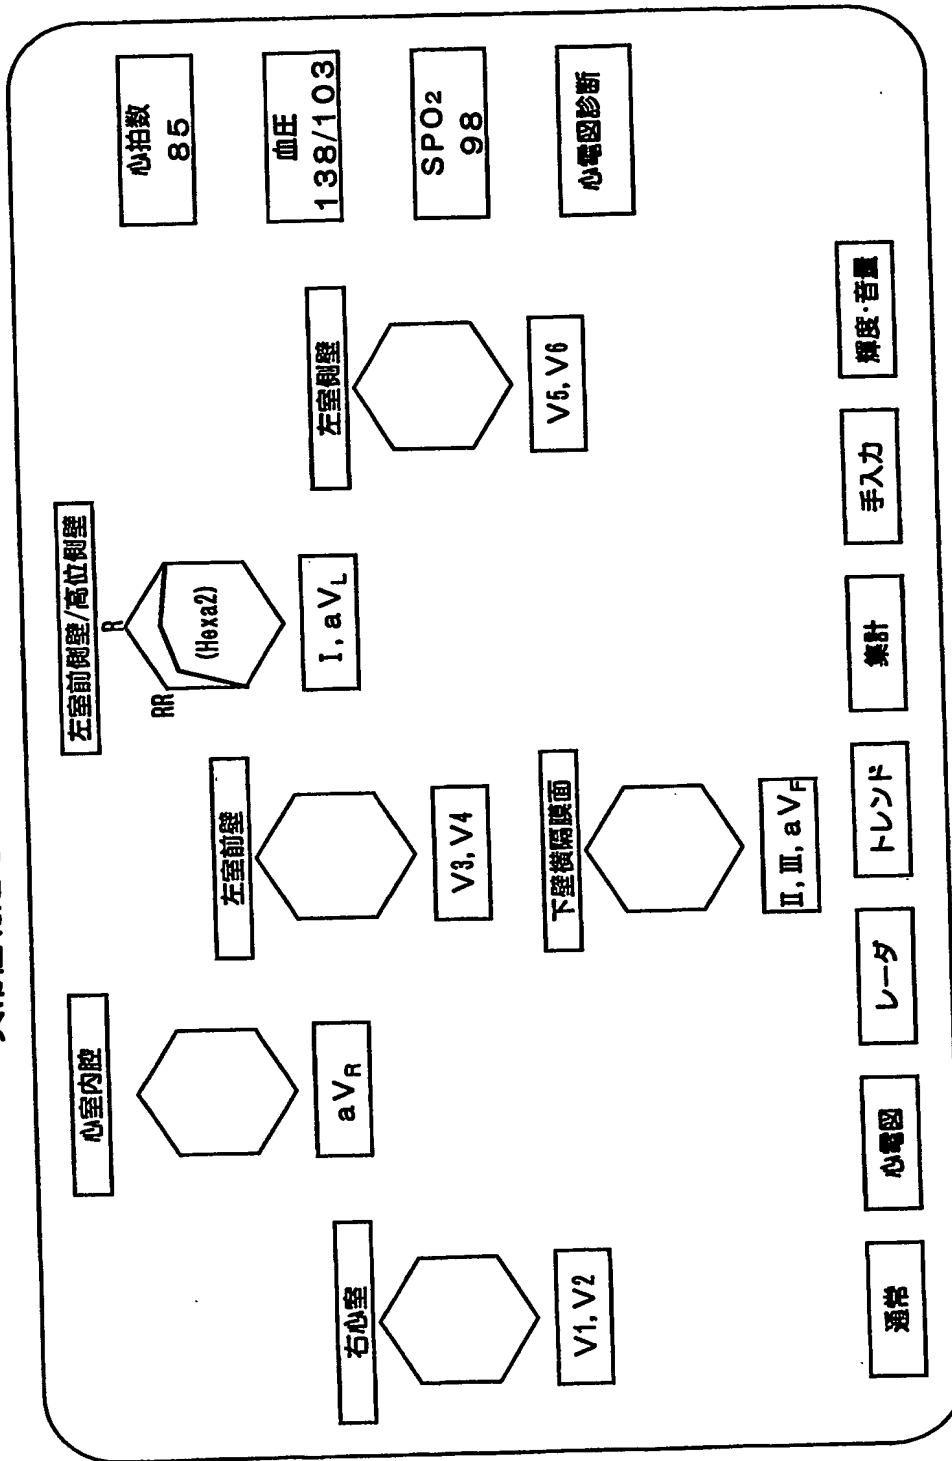 心室内腔
aVR
右心室
V1, V2
左室前壁
V3, V4
左室前側壁/高位側壁
R
RR
(Hexa2)
I, aVL
左室側壁
V5, V6
下壁横隔膜面
II, III, aVF
心拍数
85
血圧
138/103
SPO2
98
心電図診断
通常
心電図
レーダ
トレンド
集計
手入力
輝度・音量